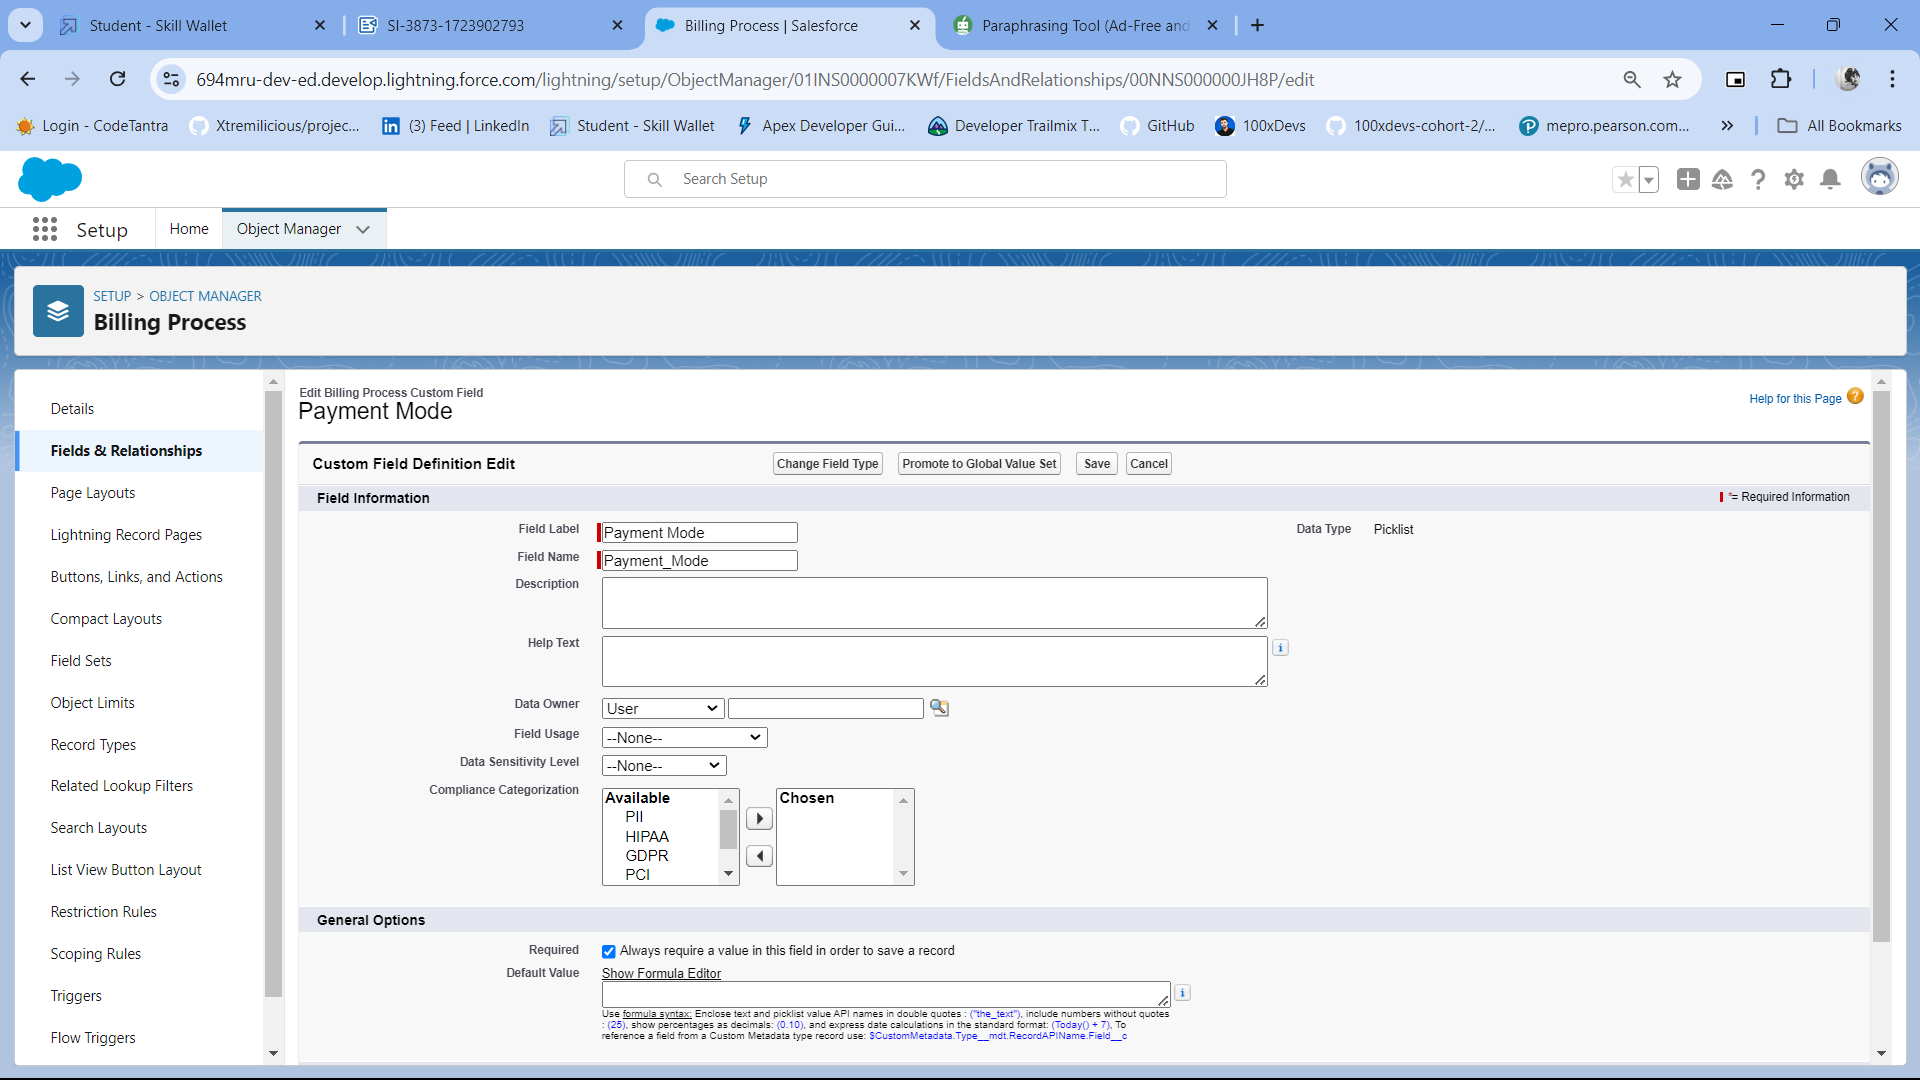 Student - Skill Wallet
SI-3873-1723902793
Billing Process | Salesforce
Paraphrasing Tool (Ad-Free and
694mru-dev-ed.develop.lightning.force.com/lightning/setup/ObjectManager/01INS0000007KWf/FieldsAndRelationships/00NNS000000JH8P/edit
Login - CodeTantra
Xtremilicious/projec...
(3) Feed | LinkedIn
Student - Skill Wallet
Apex Developer Gui...
Developer Trailmix T...
GitHub
100xDevs
100xdevs-cohort-2/...
mepro.pearson.com...
All Bookmarks
Search Setup
Setup
Home
Object Manager
SETUP > OBJECT MANAGER
Billing Process
Details
Fields & Relationships
Page Layouts
Lightning Record Pages
Buttons, Links, and Actions
Compact Layouts
Field Sets
Object Limits
Record Types
Related Lookup Filters
Search Layouts
List View Button Layout
Restriction Rules
Scoping Rules
Triggers
Flow Triggers
Edit Billing Process Custom Field
Payment Mode
Help for this Page
Custom Field Definition Edit
Change Field Type
Promote to Global Value Set
Save
Cancel
Field Information
*= Required Information
Field Label
Payment Mode
Data Type
Picklist
Field Name
Payment_Mode
Description
Help Text
Data Owner
User
Field Usage
--None--
Data Sensitivity Level
--None--
Compliance Categorization
Available
PII
HIPAA
GDPR
PCI
Chosen
General Options
Required
Always require a value in this field in order to save a record
Default Value
Show Formula Editor
Use formula syntax: Enclose text and picklist value API names in double quotes : ("the_text"), include numbers without quotes
: (25), show percentages as decimals: (0.10), and express date calculations in the standard format: (Today() + 7), To
reference a field from a Custom Metadata type record use: $CustomMetadata.Type__mdt.RecordAPIName.Field__c